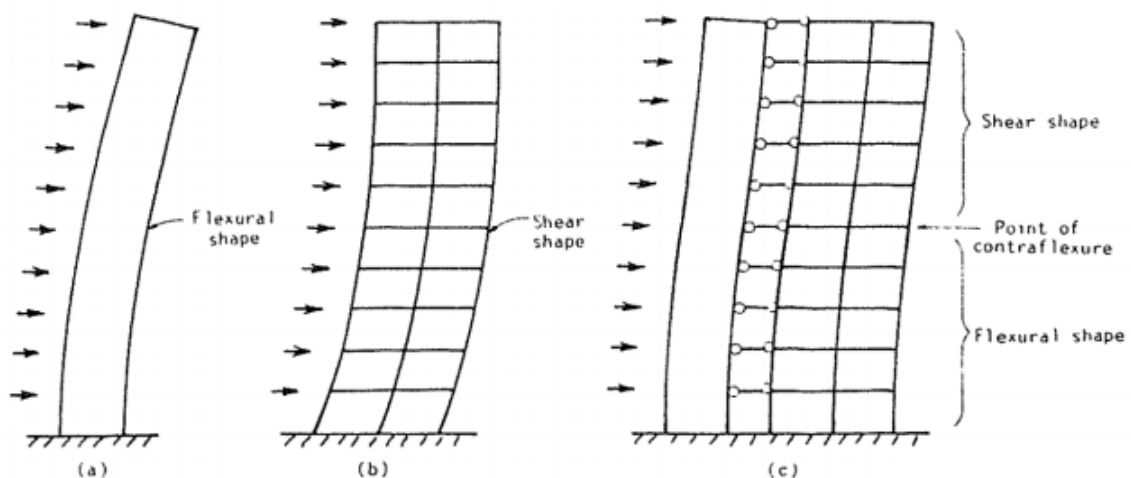 Flexural
shape
Shear
shape
Shear shape
Point of
contraflexure
Flexural shape
(a)
(b)
(c)